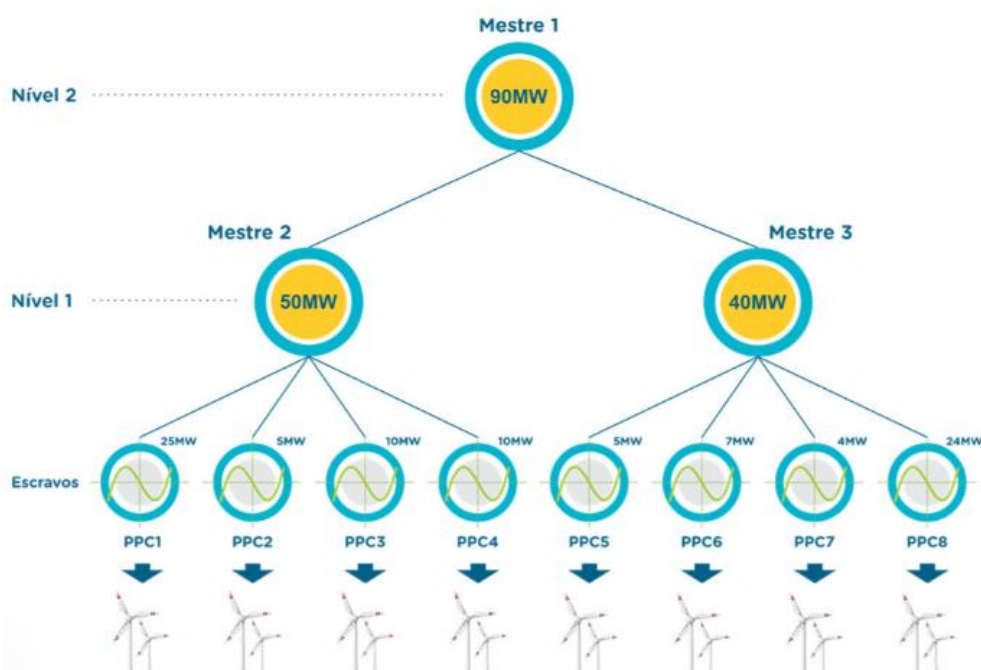 Mestre 1
Nível 2
90MW
Mestre 2
Mestre 3
Nível 1
50MW
40MW
25MW
5MW
10MW
10MW
5MW
7MW
4MW
24MW
Escravos
PPC1
PPC2
PPC3
PPC4
PPC5
PPC6
PPC7
PPC8